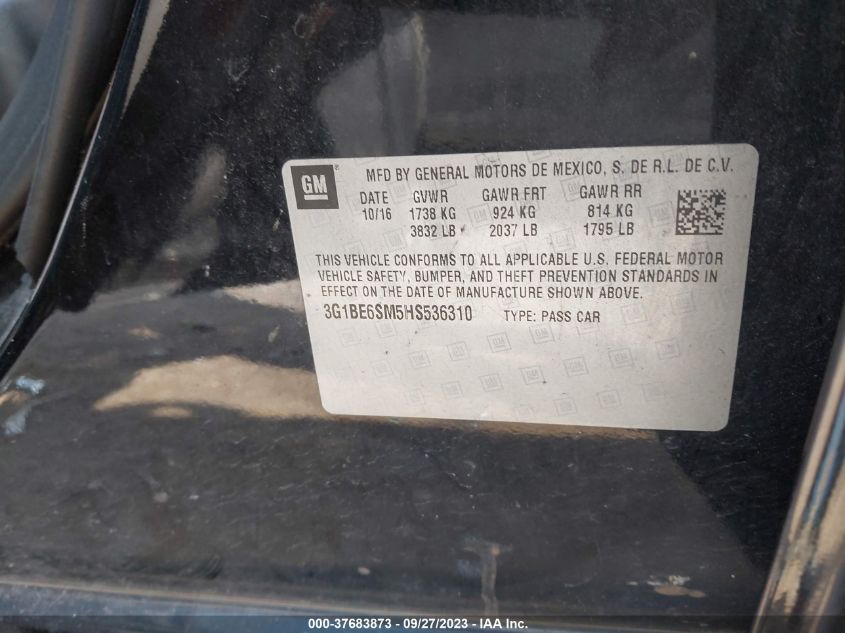 GM
MFD BY GENERAL MOTORS DE MEXICO, S. DE R.L. DE C.V.
DATE GVWR GAWR FRT GAWR RR
10/16 1738 KG 924 KG 814 KG
3832 LB 2037 LB 1795 LB
THIS VEHICLE CONFORMS TO ALL APPLICABLE U.S. FEDERAL MOTOR
VEHICLE SAFETY, BUMPER, AND THEFT PREVENTION STANDARDS IN
EFFECT ON THE DATE OF MANUFACTURE SHOWN ABOVE.
3G1BE6SM5HS536310 TYPE: PASS CAR
000-37683873 - 09/27/2023 - IAA Inc.